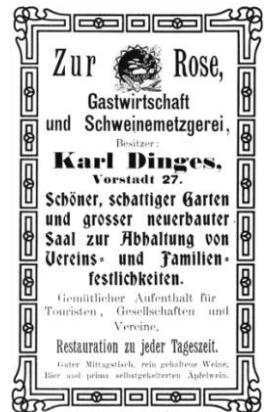 Zur Rose,
Gastwirtschaft
und Schweinemetzgerei,
Besitzer:
Karl Dinges,
Vorstadt 27.
Schöner, schattiger Garten
und grosser neuerbauter
Saal zur Abhaltung von
Vereins- und Familien-
festlichkeiten.
Gemütlicher Aufenthalt für
Touristen, Gesellschaften und
Vereine.
Restauration zu jeder Tageszeit.
Guter Mittagstisch, rein gehaltene Weine,
Bier und prima selbstgekelterten Apfelwein.